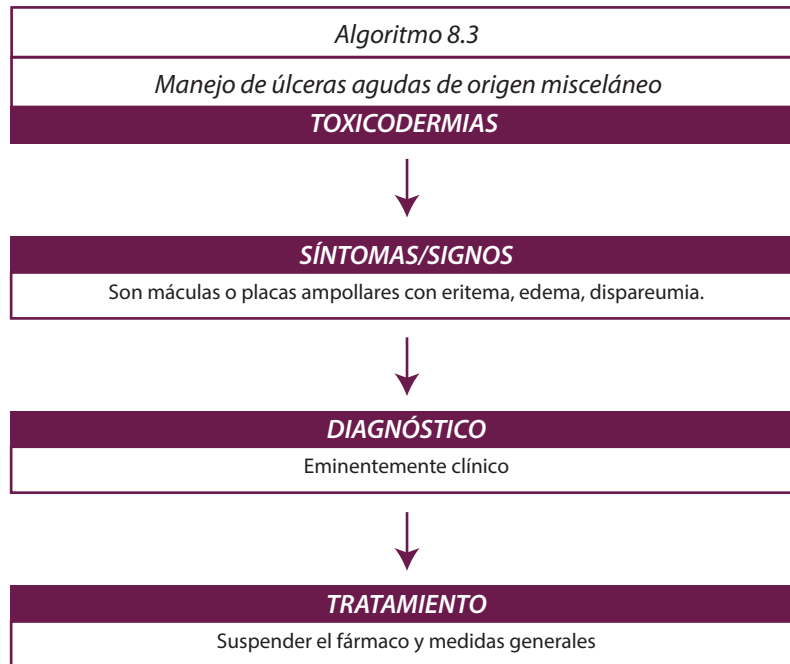 Algoritmo 8.3
Manejo de úlceras agudas de origen misceláneo
TOXICODERMIAS
SÍNTOMAS/SIGNOS
Son máculas o placas ampollares con eritema, edema, dispareumia.
DIAGNÓSTICO
Eminentemente clínico
TRATAMIENTO
Suspender el fármaco y medidas generales